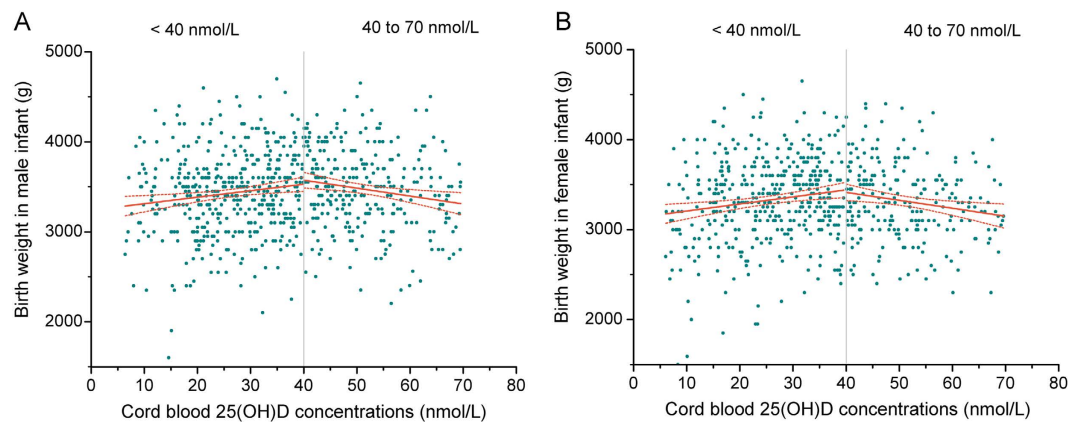 A
< 40 nmol/L
40 to 70 nmol/L
5000
4000
3000
2000
Birth weight in male infant (g)
0 10 20 30 40 50 60 70 80
Cord blood 25(OH)D concentrations (nmol/L)
B
< 40 nmol/L
40 to 70 nmol/L
5000
4000
3000
2000
Birth weight in female infant (g)
0 10 20 30 40 50 60 70 80
Cord blood 25(OH)D concentrations (nmol/L)